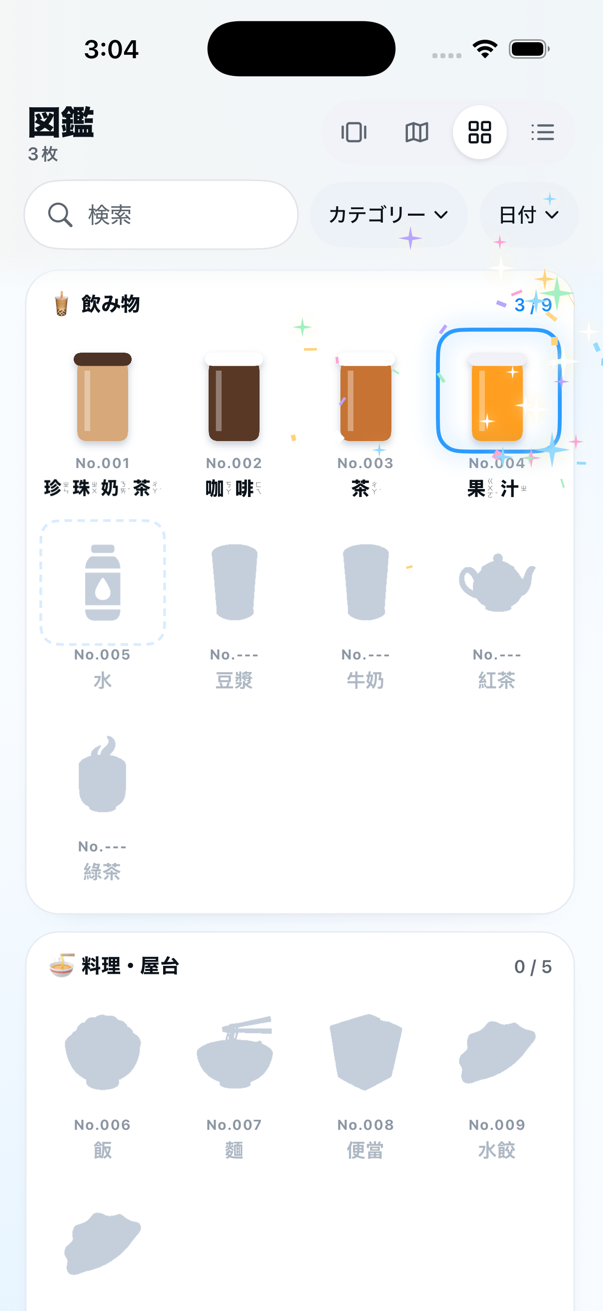 3:04
図鑑
3枚
検索
カテゴリー
日付
飲み物
3 / 9
No.001
No.002
No.003
No.004
珍珠奶茶
咖啡
茶
果汁
No.005
No.---
No.---
No.---
水
豆漿
牛奶
紅茶
No.---
綠茶
料理・屋台
0 / 5
No.006
No.007
No.008
No.009
飯
麵
便當
水餃